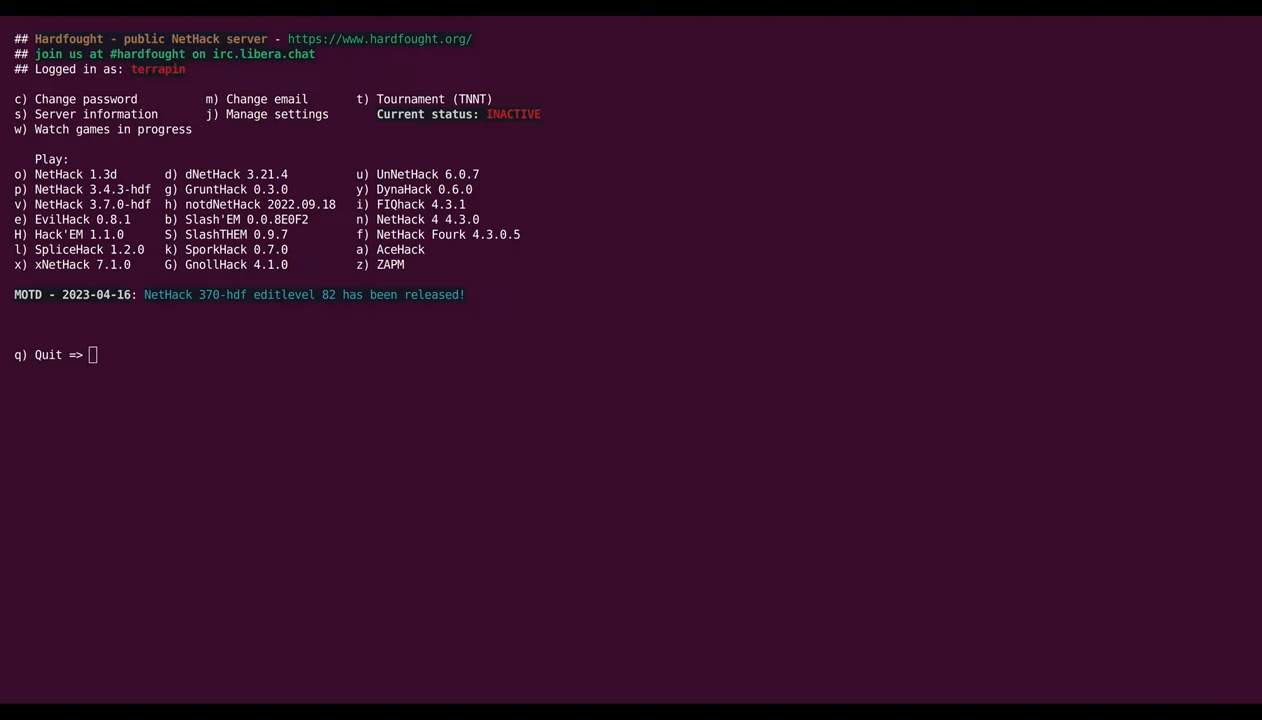 ## Hardfought - public NetHack server - https://www.hardfought.org/
## join us at #hardfought on irc.libera.chat
## Logged in as: terrapin
c) Change password m) Change email t) Tournament (TNNT)
s) Server information j) Manage settings Current status: INACTIVE
w) Watch games in progress
Play:
o) NetHack 1.3d d) dNetHack 3.21.4 u) UnNetHack 6.0.7
p) NetHack 3.4.3-hdf g) GruntHack 0.3.0 y) DynaHack 0.6.0
v) NetHack 3.7.0-hdf h) notdNetHack 2022.09.18 i) FIQhack 4.3.1
e) EvilHack 0.8.1 b) Slash'EM 0.0.8E0F2 n) NetHack 4 4.3.0
H) Hack'EM 1.1.0 S) SlashTHEM 0.9.7 f) NetHack Fourk 4.3.0.5
l) SpliceHack 1.2.0 k) SporkHack 0.7.0 a) AceHack
x) xNetHack 7.1.0 G) GnollHack 4.1.0 z) ZAPM
MOTD - 2023-04-16: NetHack 370-hdf editlevel 82 has been released!
q) Quit =>